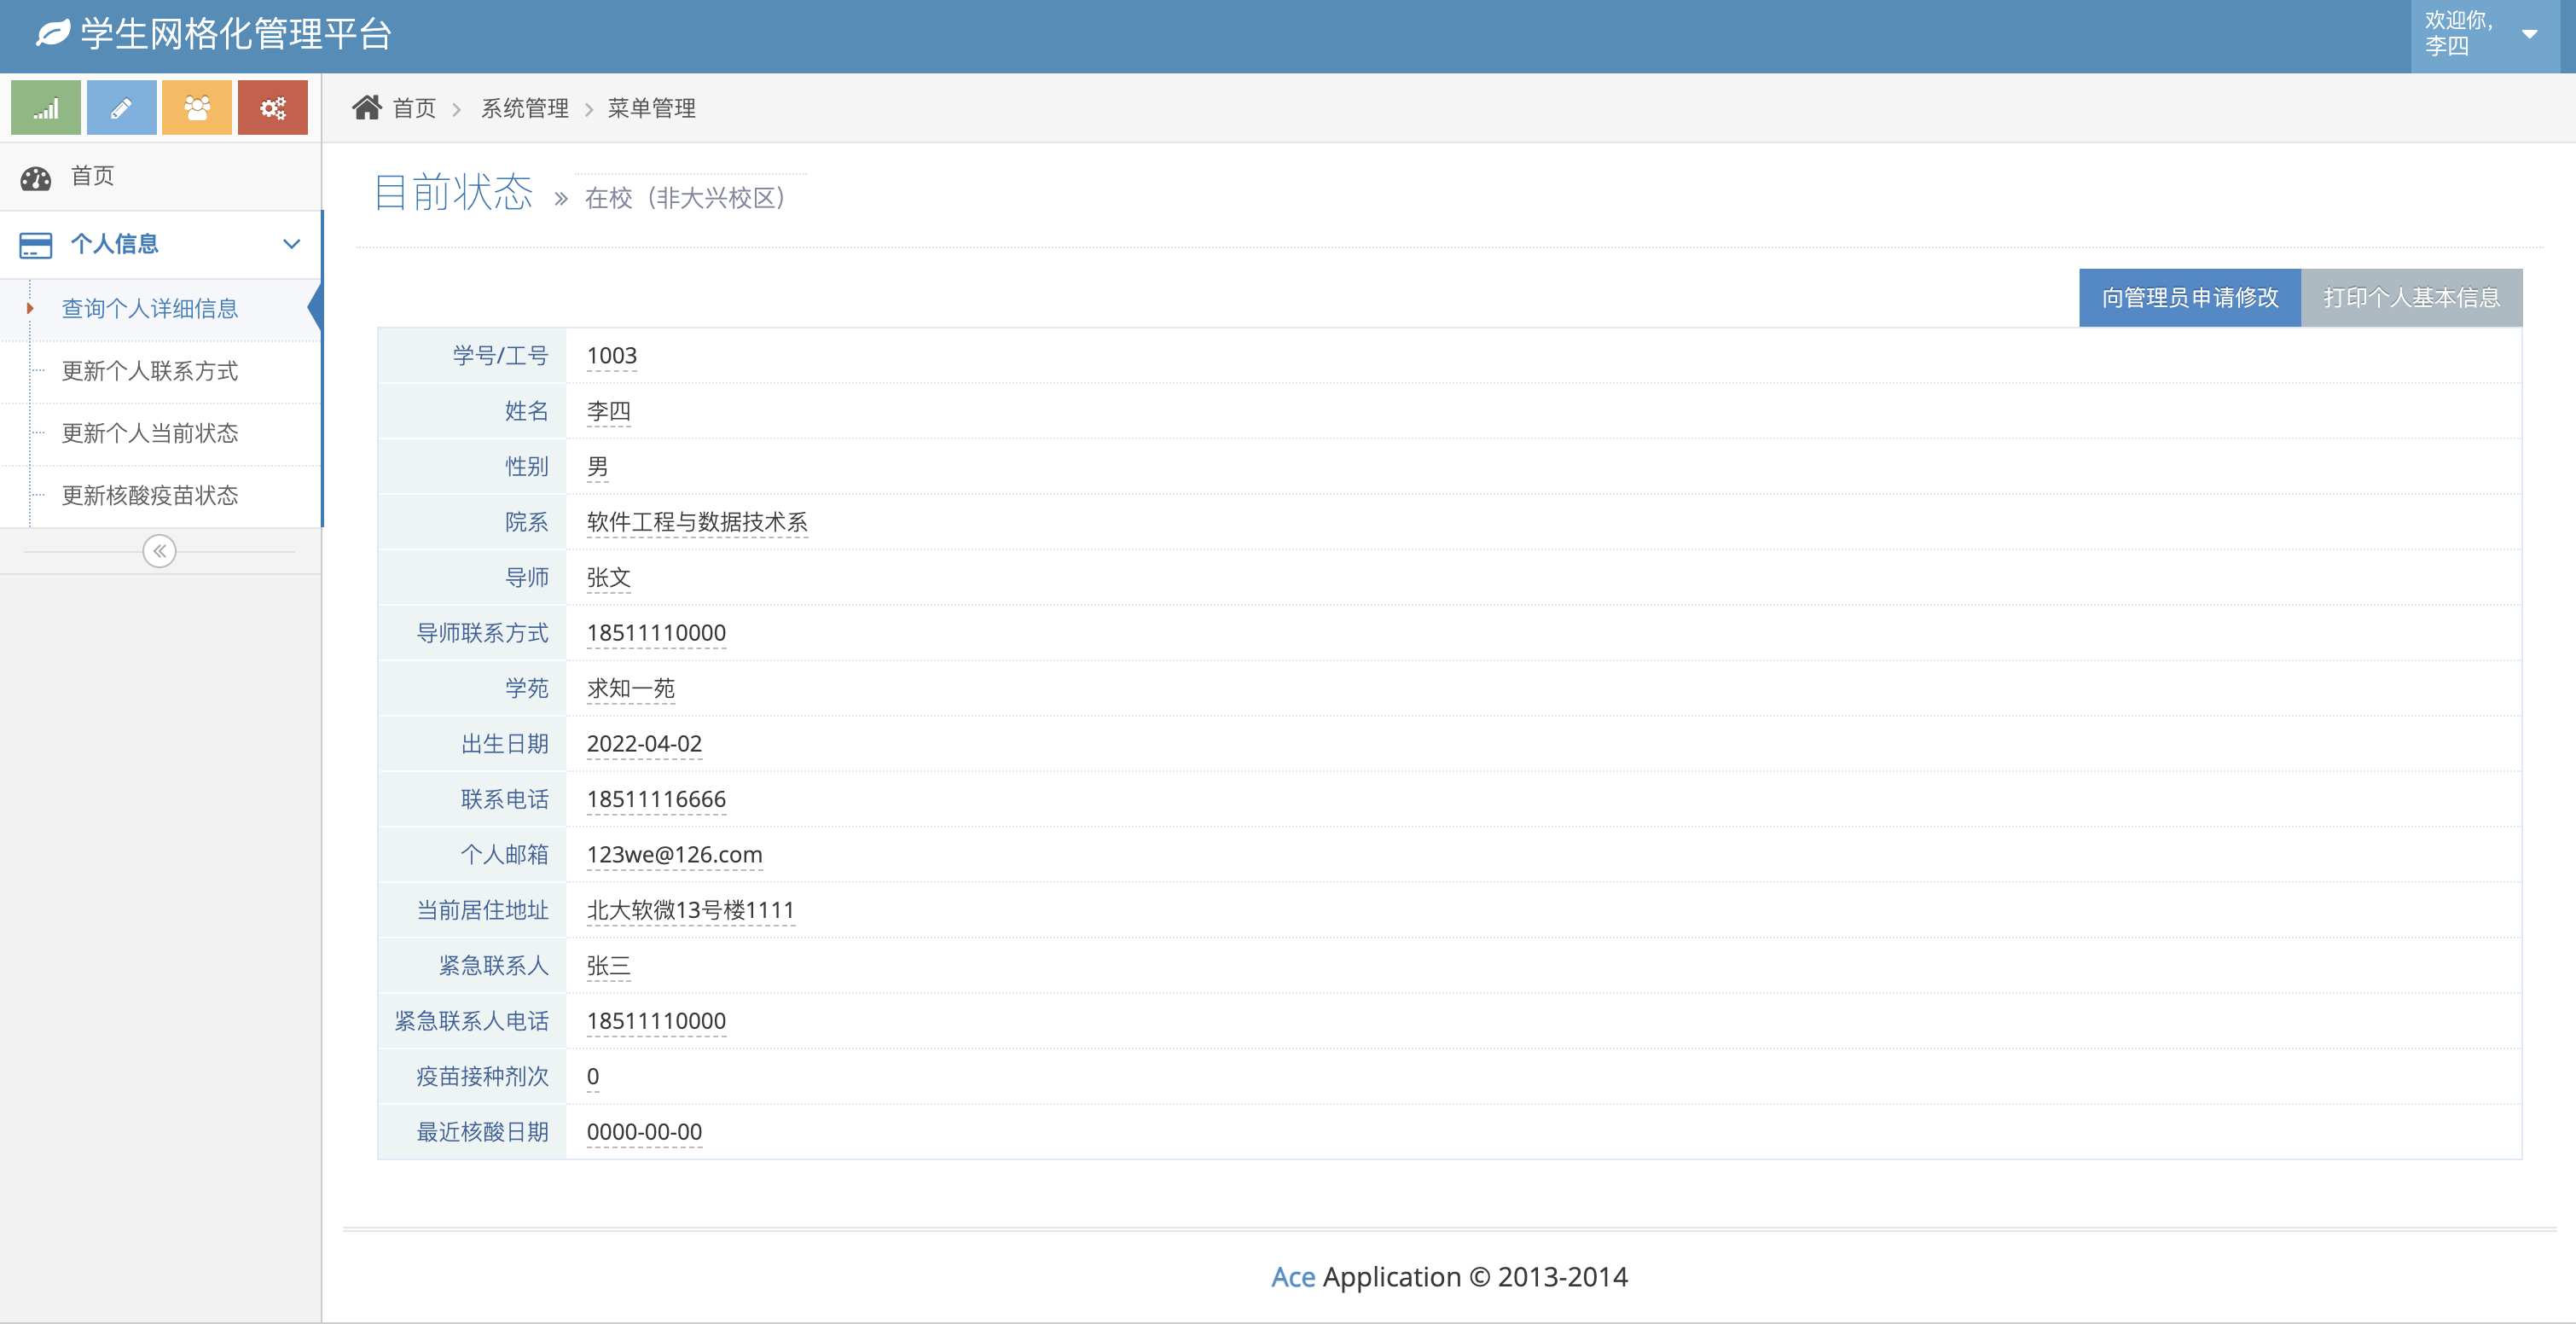 学生网格化管理平台
欢迎你,
李四
首页
系统管理
菜单管理
首页
个人信息
查询个人详细信息
更新个人联系方式
更新个人当前状态
更新核酸疫苗状态
目前状态 » 在校（非大兴校区）
向管理员申请修改
打印个人基本信息
学号/工号 1003
姓名 李四
性别 男
院系 软件工程与数据技术系
导师 张文
导师联系方式 18511110000
学苑 求知一苑
出生日期 2022-04-02
联系电话 18511116666
个人邮箱 123we@126.com
当前居住地址 北大软微13号楼1111
紧急联系人 张三
紧急联系人电话 18511110000
疫苗接种剂次 0
最近核酸日期 0000-00-00
Ace Application © 2013-2014